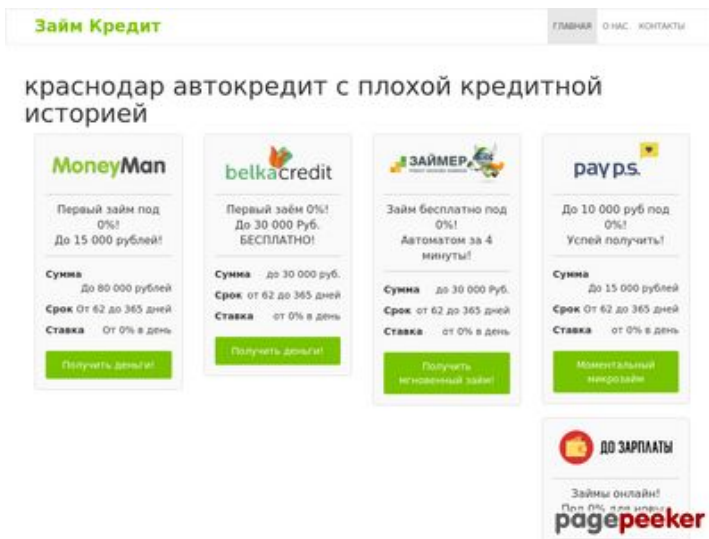 Займ Кредит
ГЛАВНАЯ О НАС КОНТАКТЫ
краснодар автокредит с плохой кредитной
историей
MoneyMan
Первый займ под
0%!
До 15 000 рублей!
Сумма
До 80 000 рублей
Срок От 62 до 365 дней
Ставка От 0% в день
Получить деньги!
belkacredit
Первый заём 0%!
До 30 000 Руб.
БЕСПЛАТНО!
Сумма до 30 000 руб.
Срок от 62 до 365 дней
Ставка от 0% в день
Получить деньги!
ЗАЙМЕР
Займ бесплатно под
0%!
Автоматом за 4
минуты!
Сумма до 30 000 Руб.
Срок от 62 до 365 дней
Ставка от 0% в день
Получить
мгновенный займ!
pay p.s.
До 10 000 руб под
0%!
Успей получить!
Сумма
До 15 000 рублей
Срок От 62 до 365 дней
Ставка от 0% в день
Моментальный
микрозайм
ДО ЗАРПЛАТЫ
Займы онлайн!
Под 0% для новых
pagepeeker